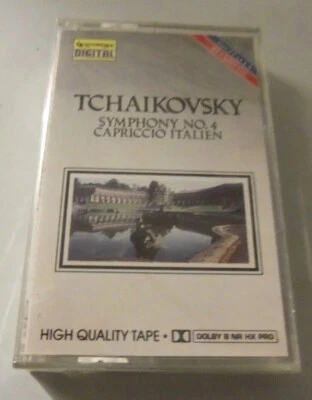 DIGITAL
TCHAIKOVSKY
SYMPHONY NO. 4
CAPRICCIO ITALIEN
HIGH QUALITY TAPE • DOLBY B NR HX PRO